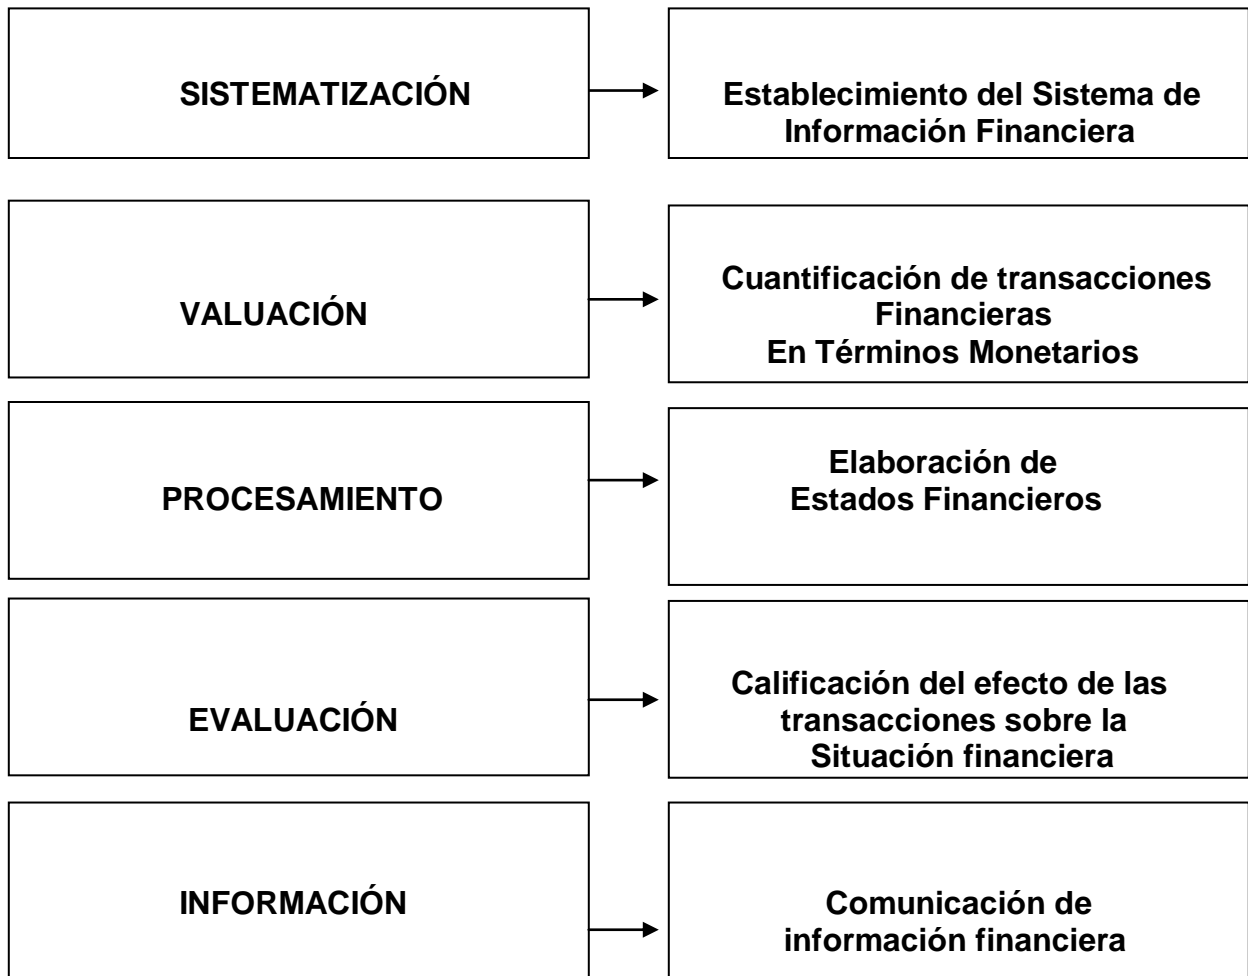 SISTEMATIZACIÓN
Establecimiento del Sistema de
Información Financiera
VALUACIÓN
Cuantificación de transacciones
Financieras
En Términos Monetarios
PROCESAMIENTO
Elaboración de
Estados Financieros
EVALUACIÓN
Calificación del efecto de las
transacciones sobre la
Situación financiera
INFORMACIÓN
Comunicación de
información financiera